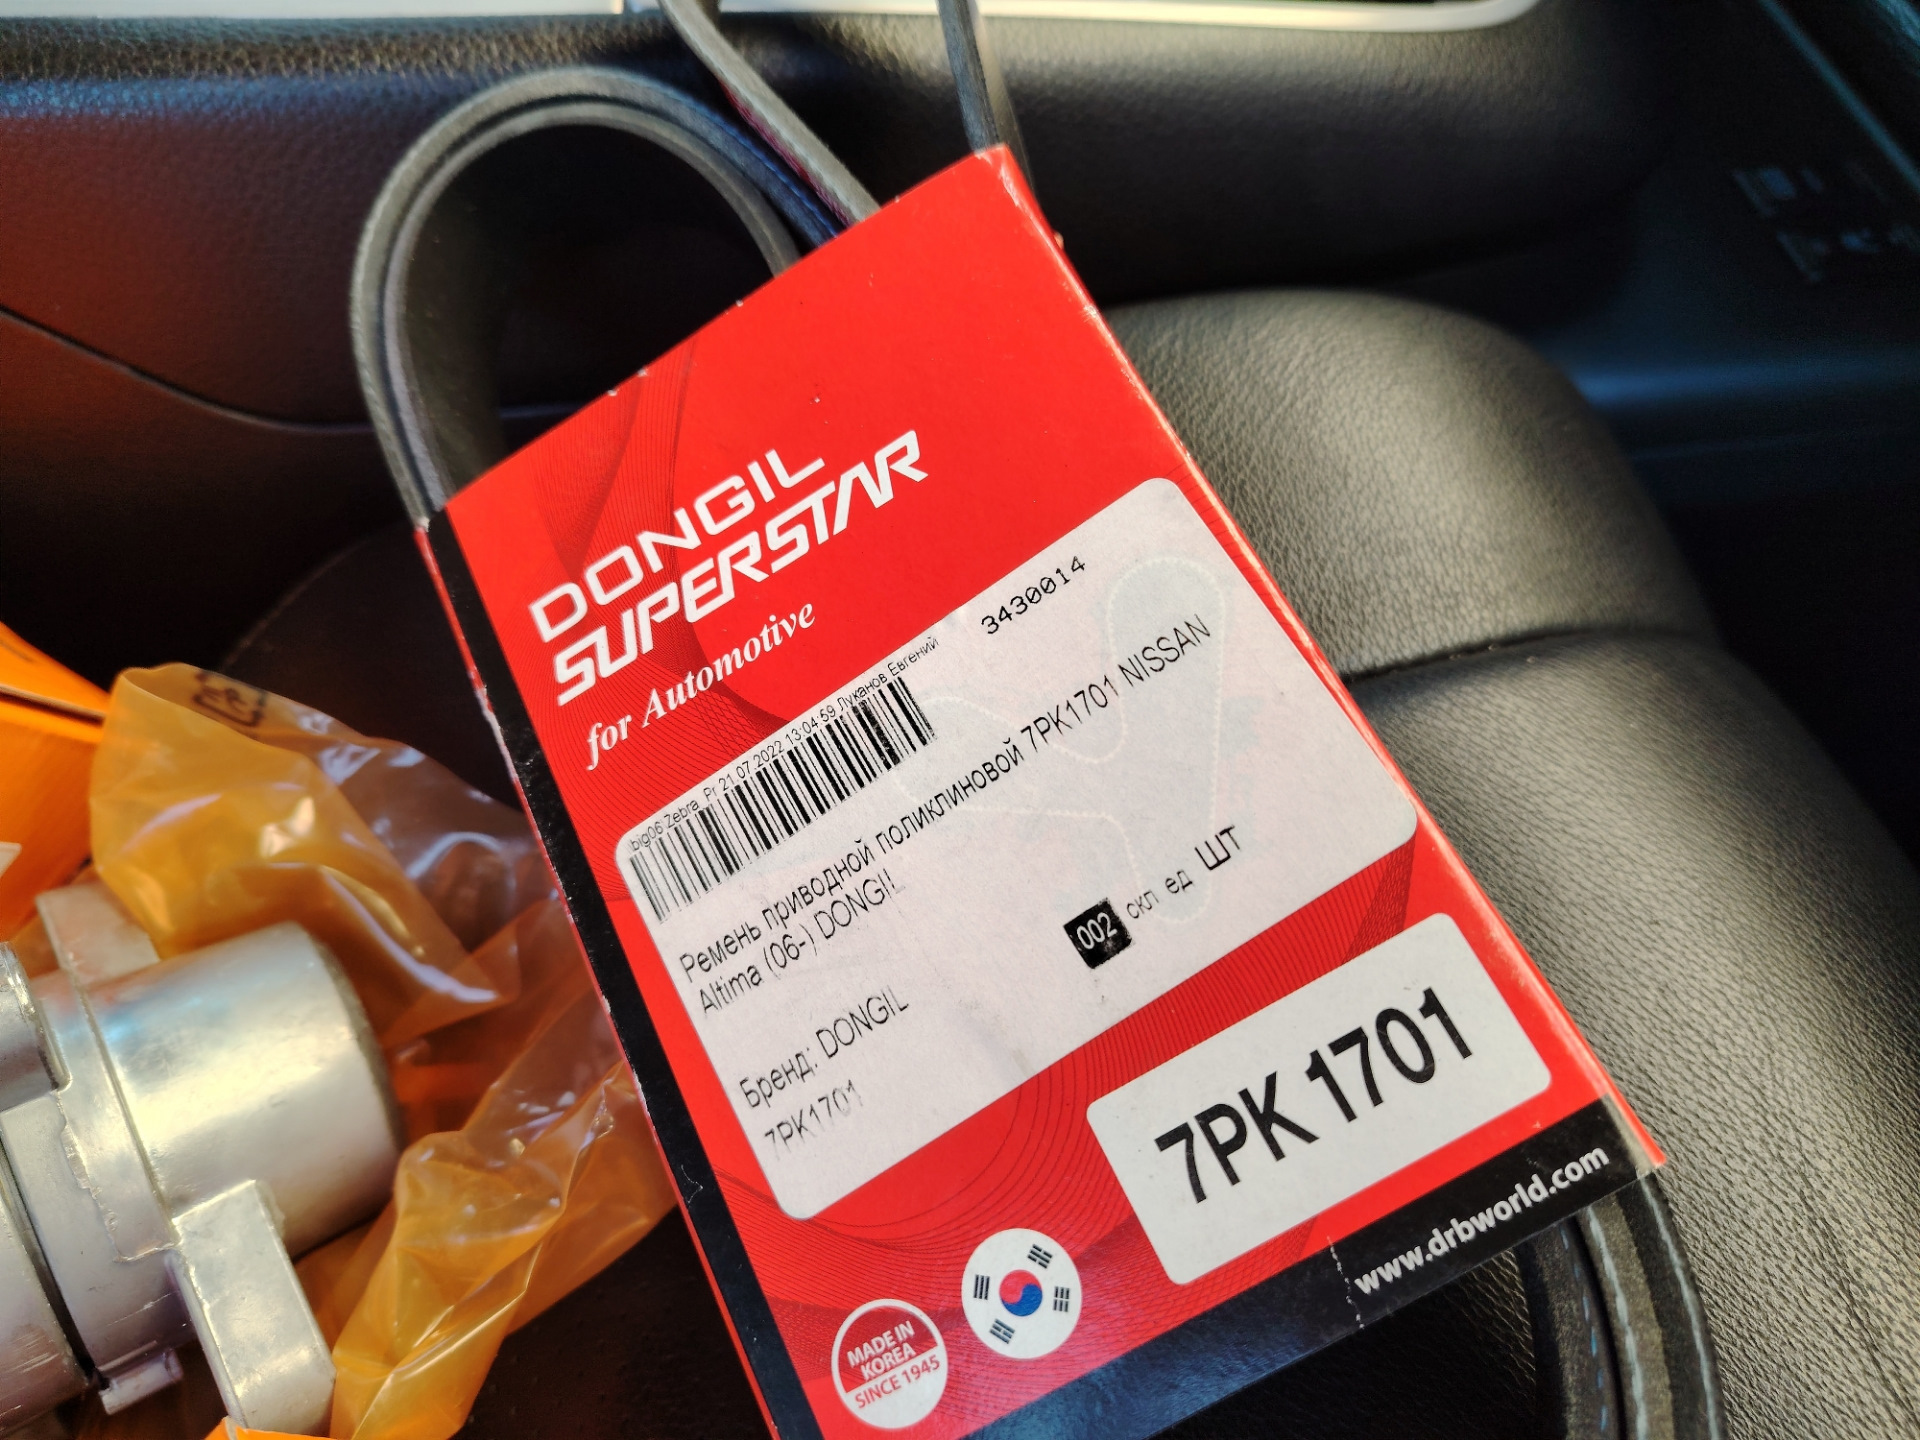 DONGIL
SUPERSTAR
for Automotive
big06 Zebra_Pr 21.07.2022 13:04:59 Луканов Евгений
3430014
Ремень приводной поликлиновой 7PK1701 NISSAN
Altima (06-) DONGIL
002 скл ед ШТ
Бренд: DONGIL
7PK1701
7PK 1701
www.drbworld.com
MADE IN
KOREA
SINCE 1945